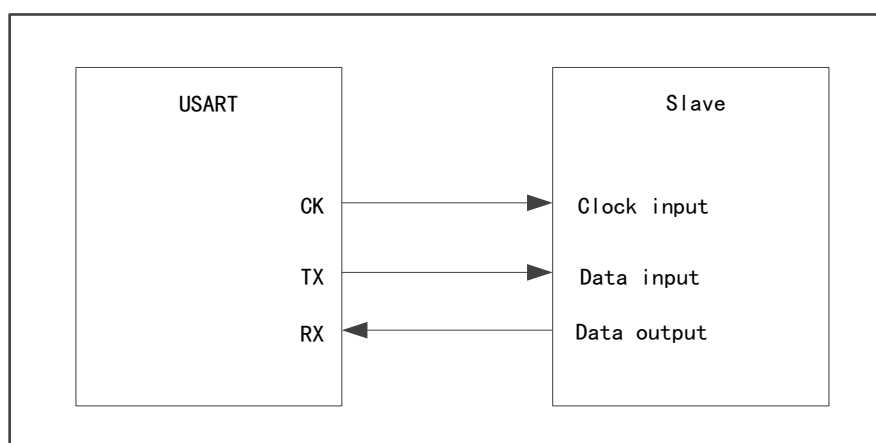 USART
Slave
CK
Clock input
TX
Data input
RX
Data output